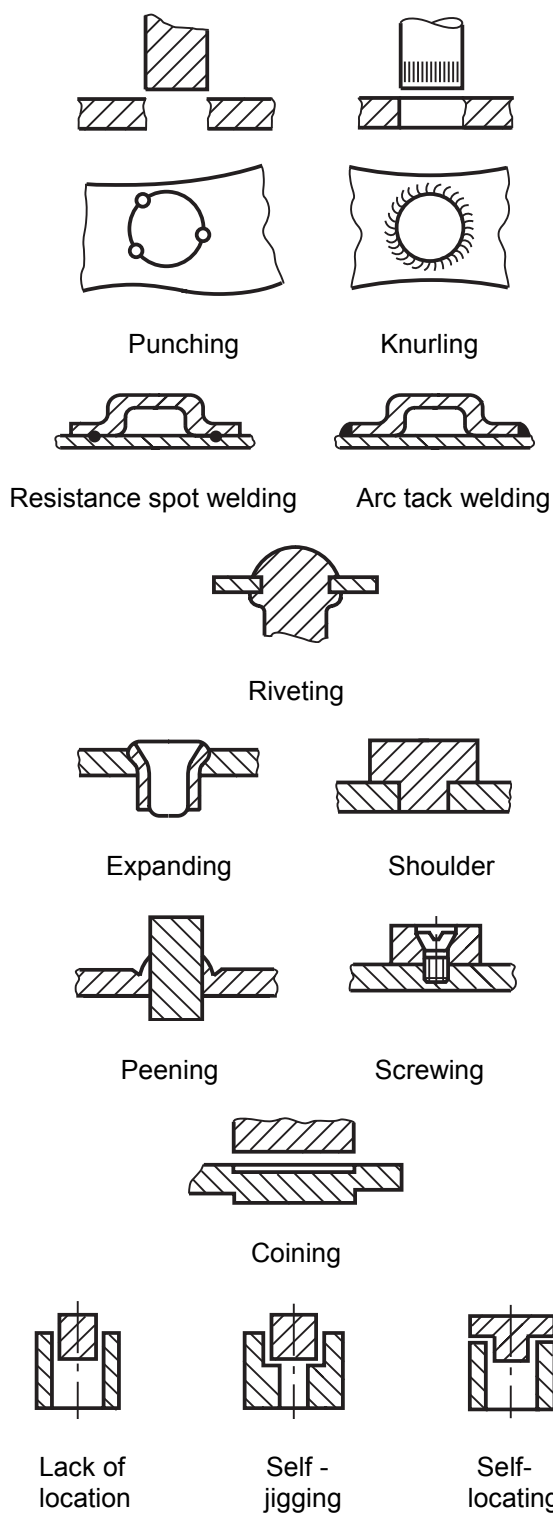 Punching
Knurling
Resistance spot welding
Arc tack welding
Riveting
Expanding
Shoulder
Peening
Screwing
Coining
Lack of
location
Self -
jigging
Self-
locating